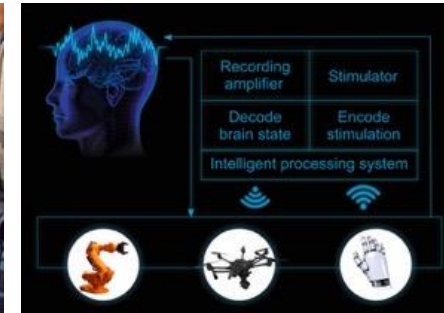 Recording
amplifier
Stimulator
Decode
brain state
Encode
stimulation
Intelligent processing system